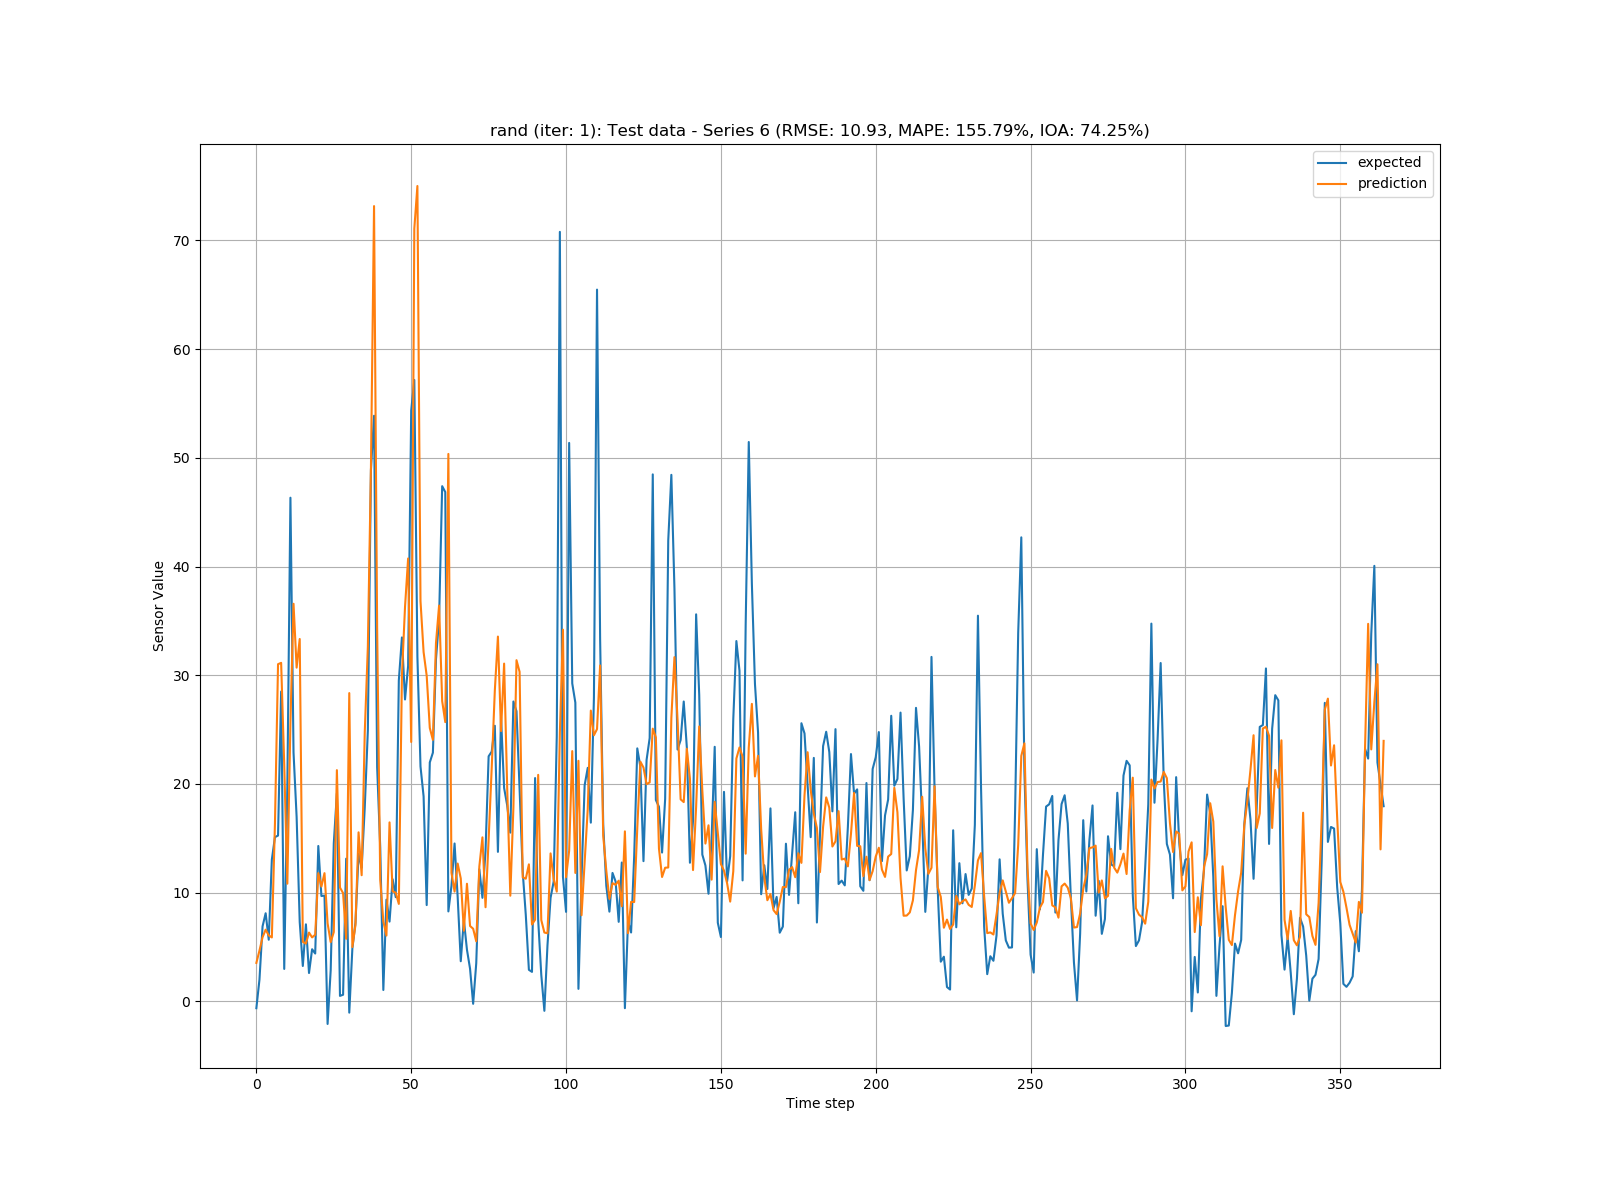 rand (iter: 1): Test data - Series 6 (RMSE: 10.93, MAPE: 155.79%, IOA: 74.25%)
expected
prediction
70
60
50
40
30
20
10
0
Sensor Value
0 50 100 150 200 250 300 350
Time step